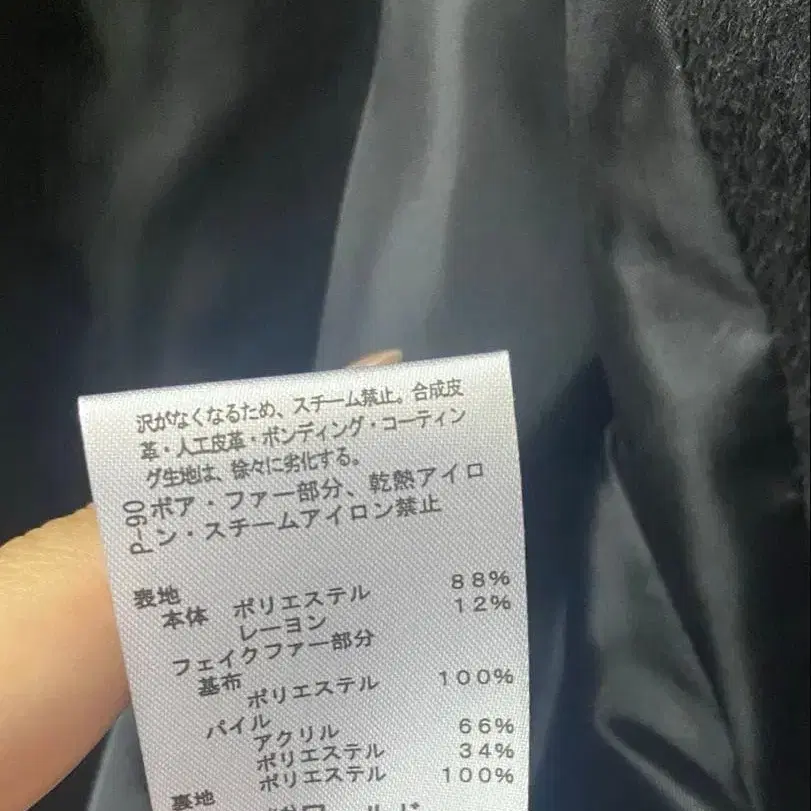 沢がなくなるため、スチーム禁止。合成皮
革・人工皮革・ボンディング・コーティン
グ生地は、徐々に劣化する。
ボア・ファー部分、乾熱アイロ
ン・スチームアイロン禁止
P-90
表地
本体 ポリエステル 88%
レーヨン 12%
フェイクファー部分
基布
ポリエステル 100%
パイル
アクリル 66%
ポリエステル 34%
裏地 ポリエステル 100%